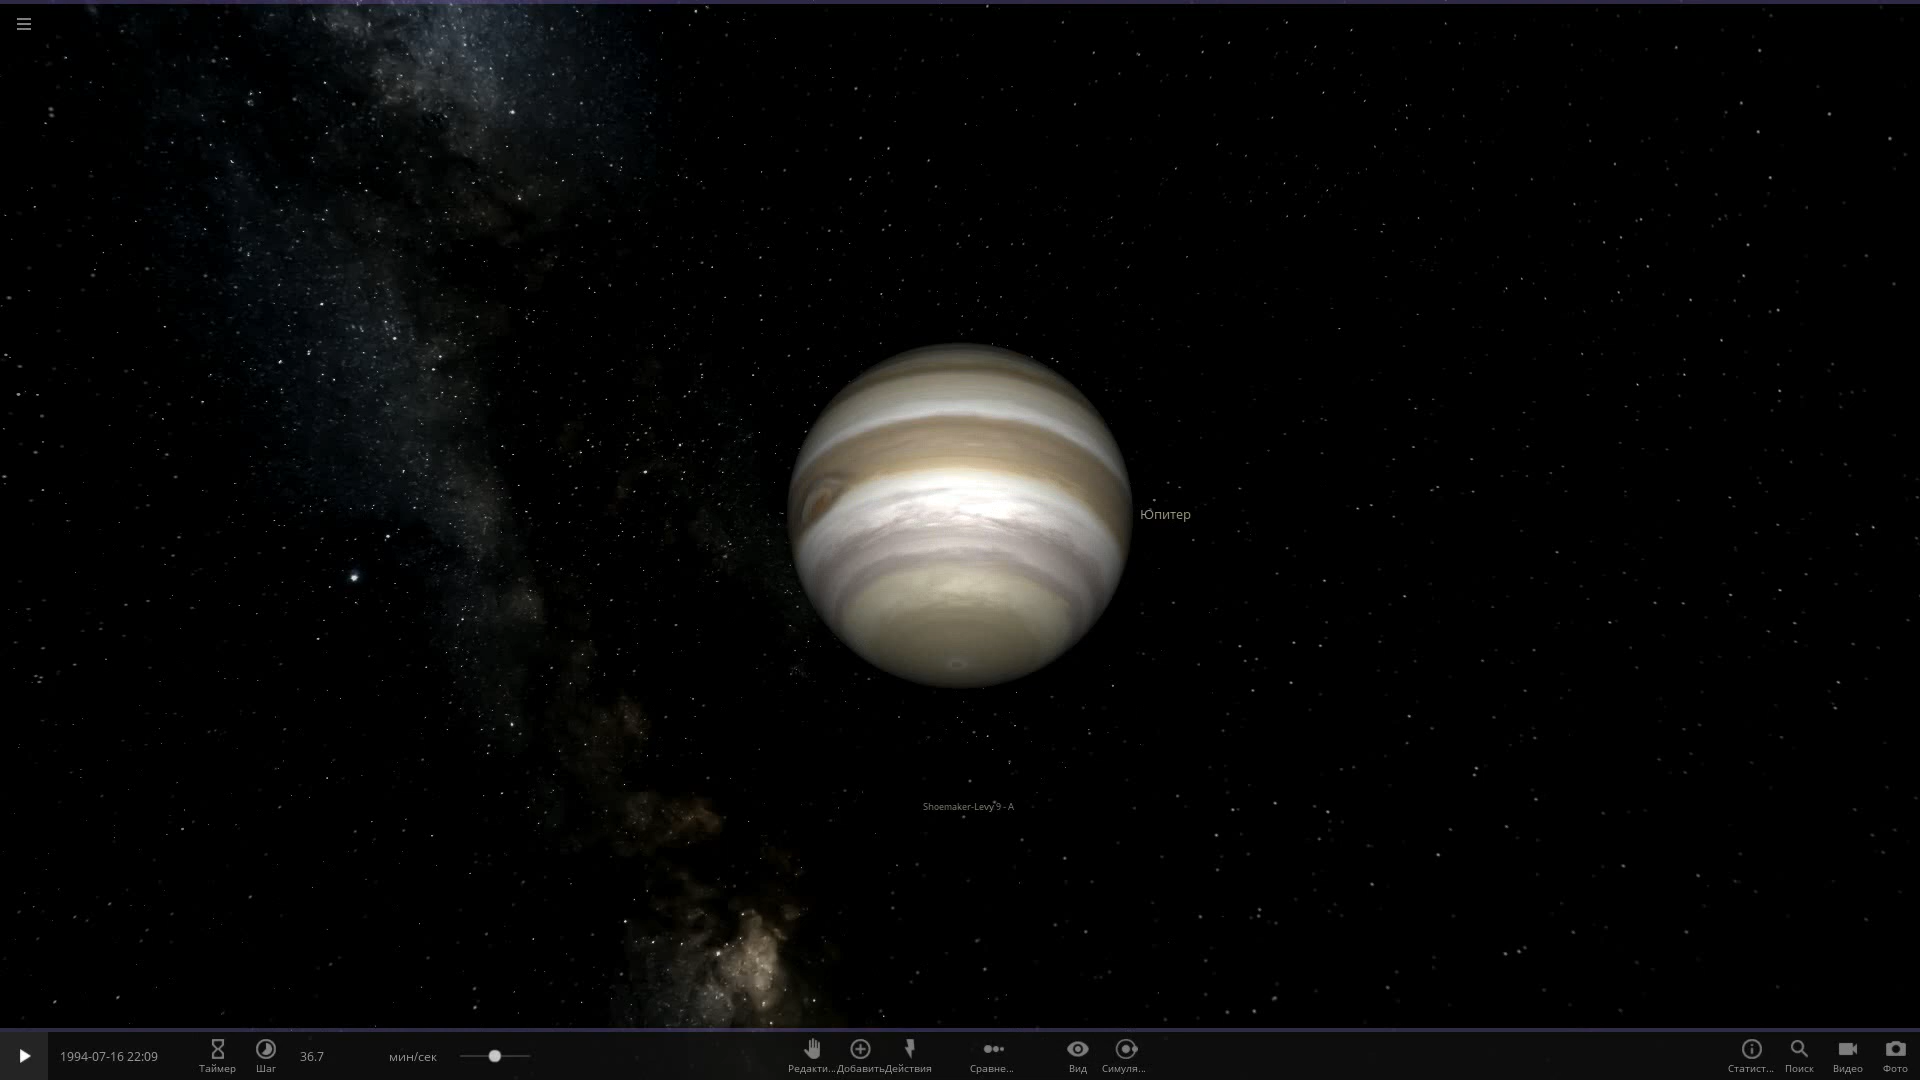 Юпитер
Shoemaker-Levy 9 - A
1994-07-16 22:09
Таймер
Шаг
36.7
мин/сек
Редакти...
Добавить
Действия
Сравне...
Вид
Симуля...
Статист...
Поиск
Видео
Фото